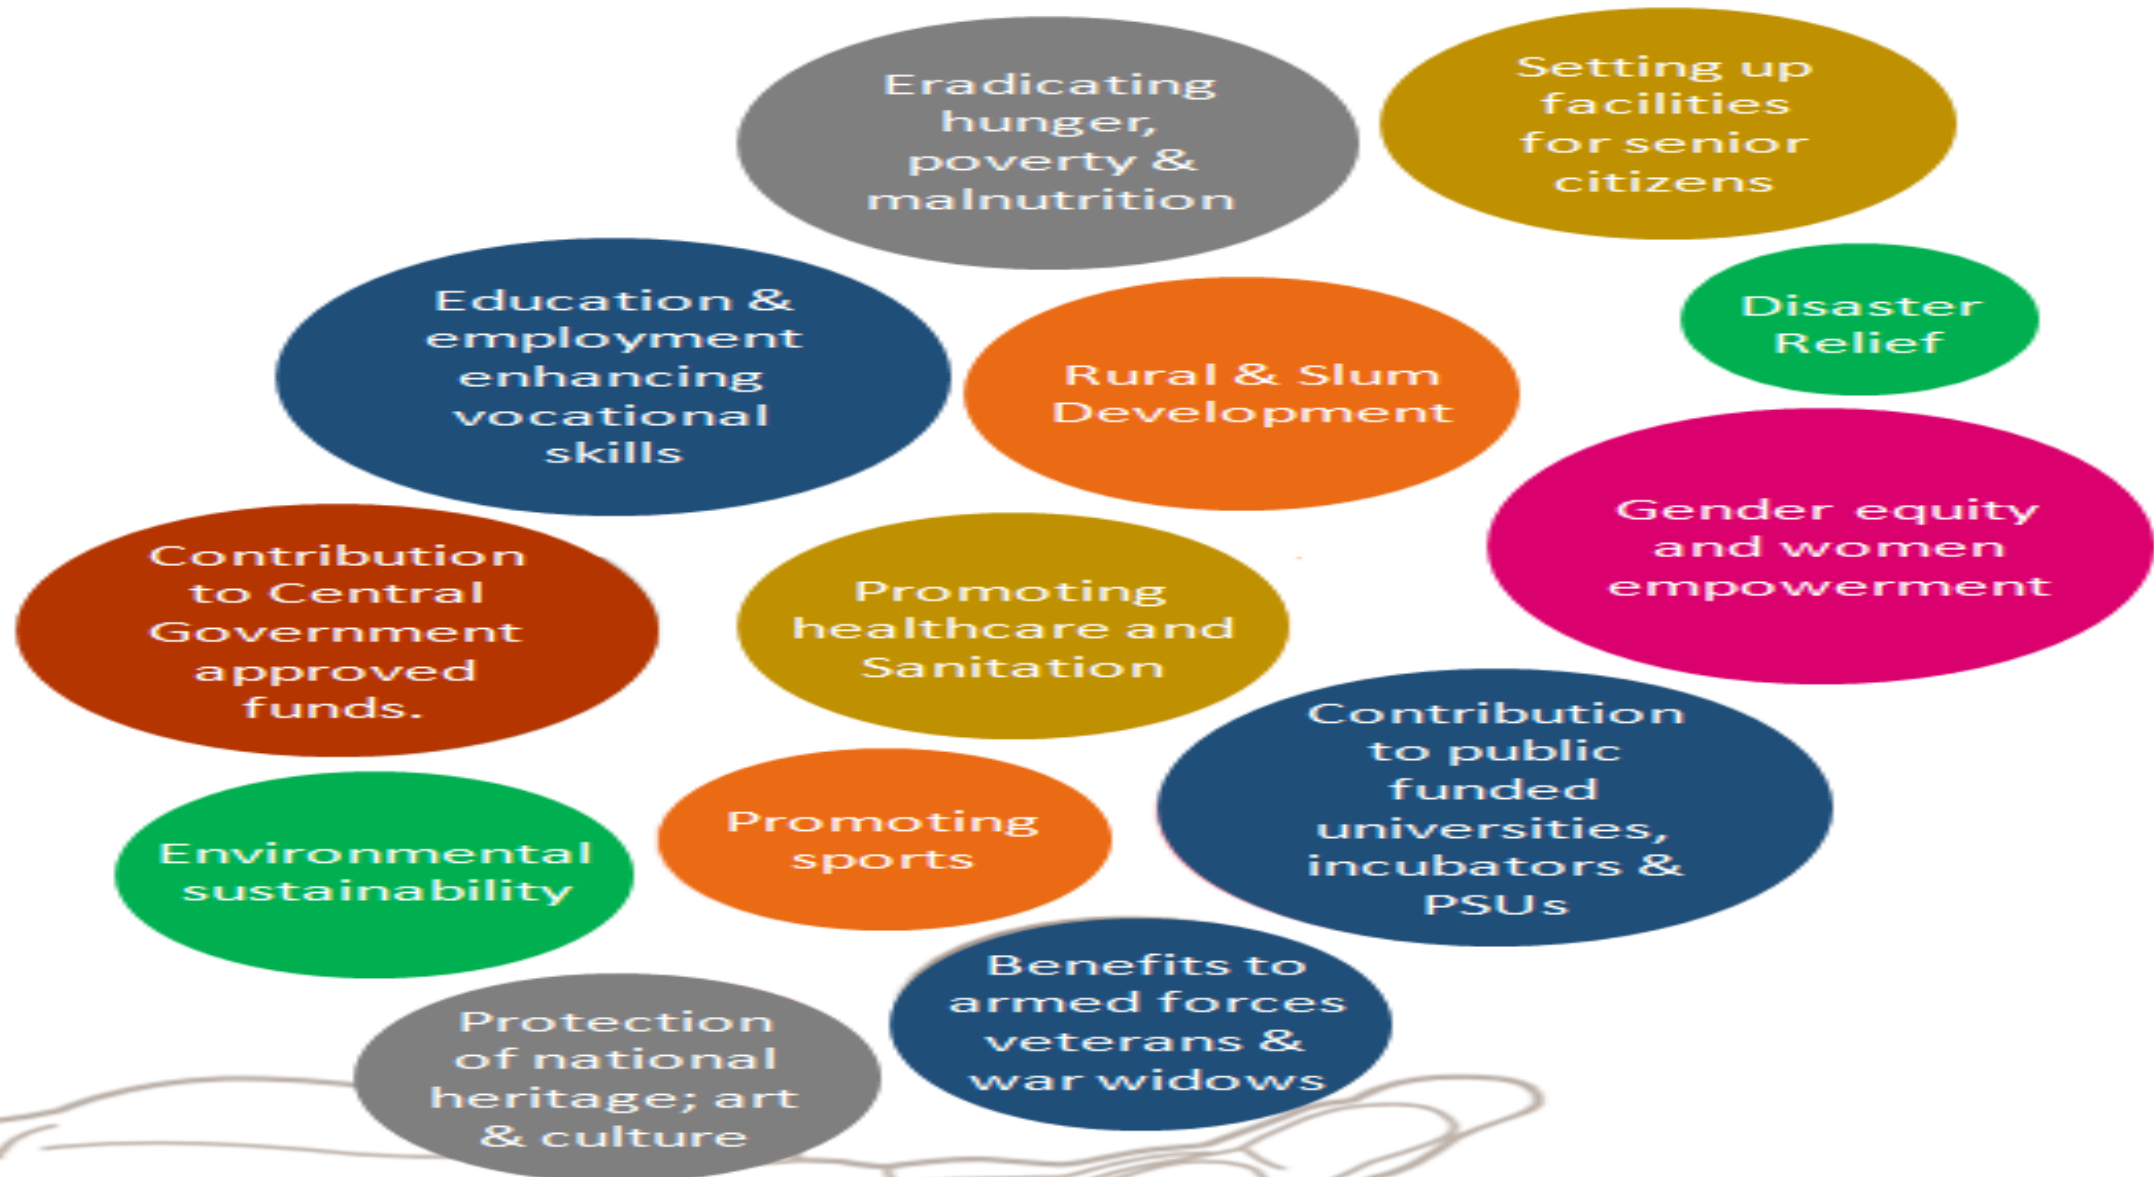 Eradicating
hunger,
poverty &
malnutrition
Setting up
facilities
for senior
citizens
Education &
employment
enhancing
vocational
skills
Rural & Slum
Development
Disaster
Relief
Gender equity
and women
empowerment
Contribution
to Central
Government
approved
funds.
Promoting
healthcare and
Sanitation
Contribution
to public
funded
universities,
incubators &
PSUs
Environmental
sustainability
Promoting
sports
Benefits to
armed forces
veterans &
war widows
Protection
of national
heritage; art
& culture